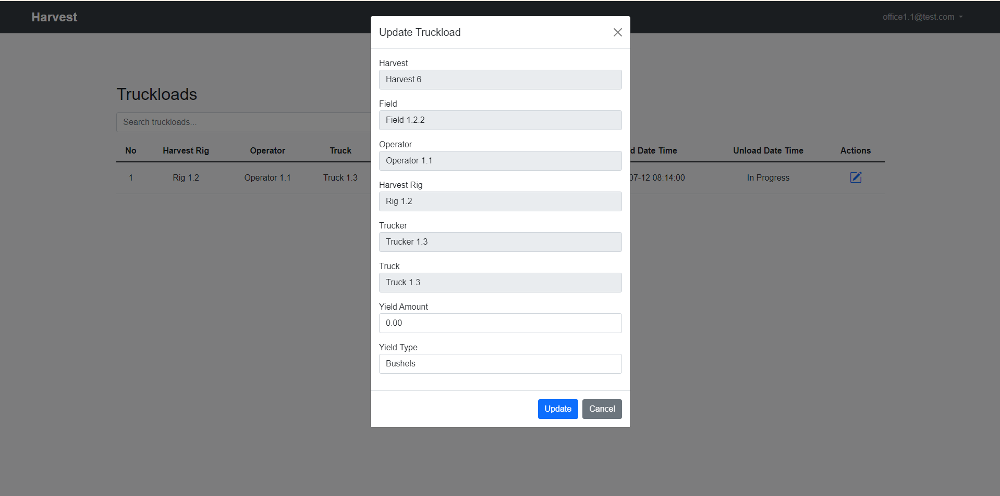 Harvest
office1.1@test.com
Update Truckload
Harvest
Harvest 6
Field
Field 1.2.2
Operator
Operator 1.1
Harvest Rig
Rig 1.2
Trucker
Trucker 1.3
Truck
Truck 1.3
Yield Amount
0.00
Yield Type
Bushels
Update Cancel
Truckloads
Search truckloads...
No Harvest Rig Operator Truck d Date Time Unload Date Time Actions
1 Rig 1.2 Operator 1.1 Truck 1.3 07-12 08:14:00 In Progress